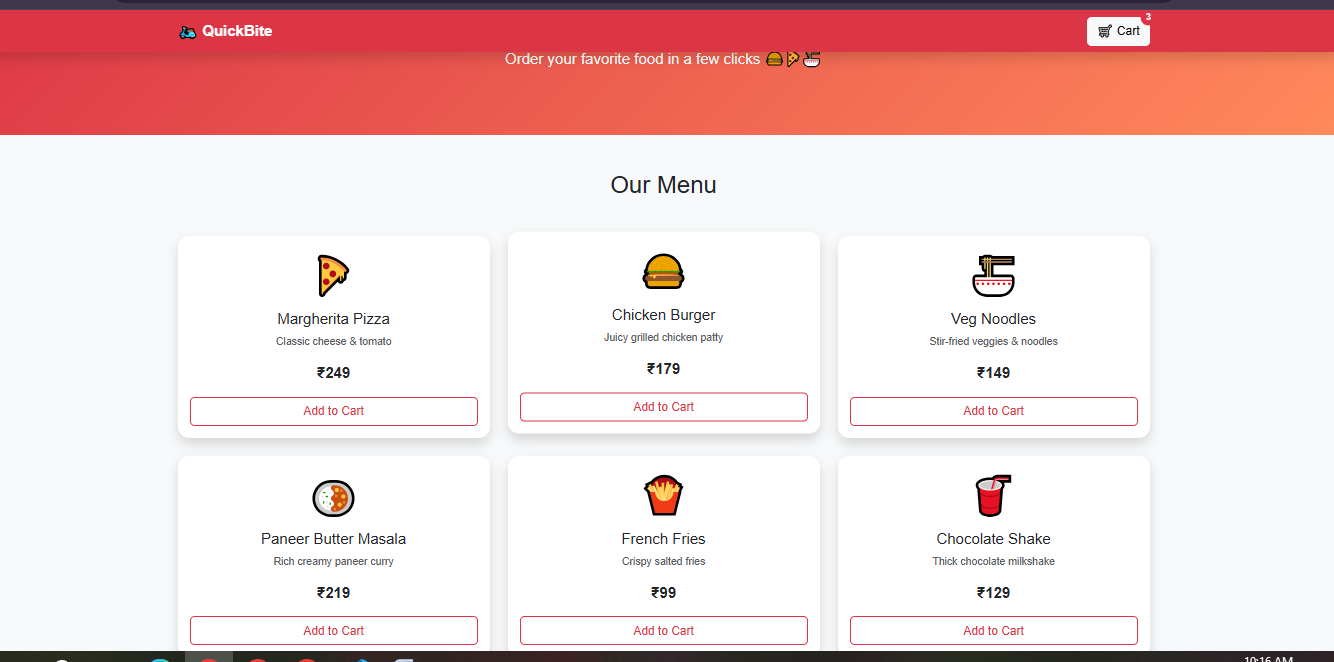 QuickBite
Cart
3
Order your favorite food in a few clicks
Our Menu
Margherita Pizza
Classic cheese & tomato
₹249
Add to Cart
Chicken Burger
Juicy grilled chicken patty
₹179
Add to Cart
Veg Noodles
Stir-fried veggies & noodles
₹149
Add to Cart
Paneer Butter Masala
Rich creamy paneer curry
₹219
Add to Cart
French Fries
Crispy salted fries
₹99
Add to Cart
Chocolate Shake
Thick chocolate milkshake
₹129
Add to Cart
10:16 AM